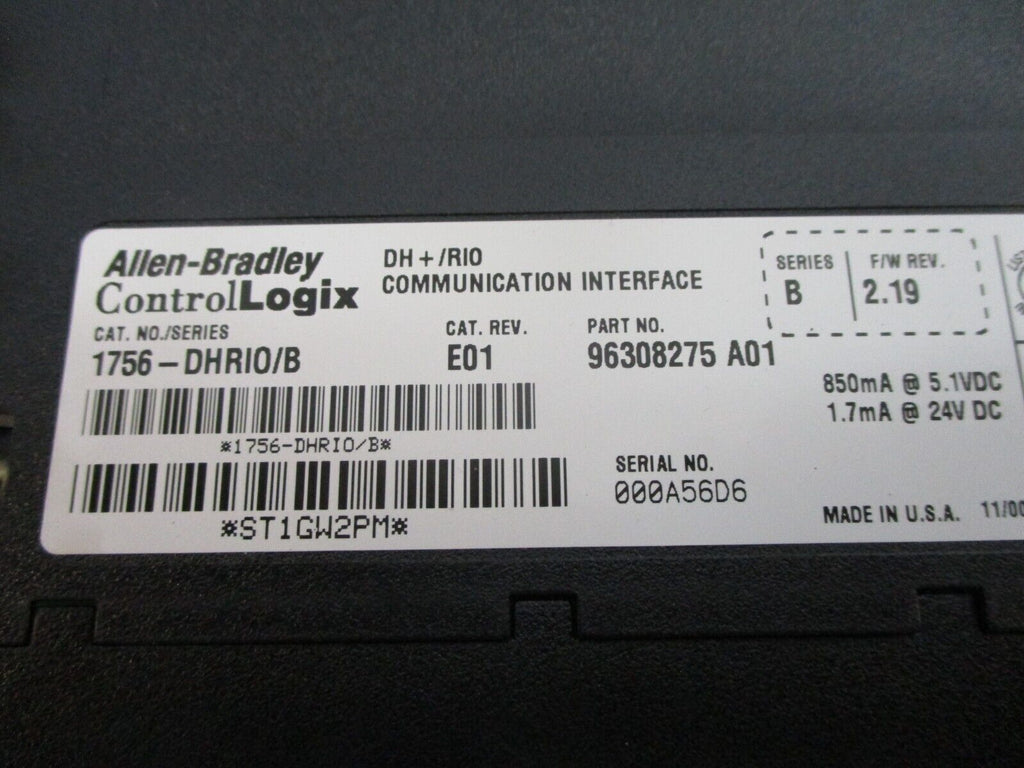 Allen-Bradley
ControlLogix
DH+/RIO
COMMUNICATION INTERFACE
SERIES
B
F/W REV.
2.19
CAT. NO./SERIES
1756-DHRIO/B
CAT. REV.
E01
PART NO.
96308275 A01
850mA @ 5.1VDC
1.7mA @ 24V DC
*1756-DHRIO/B*
*ST1GW2PM*
SERIAL NO.
000A56D6
MADE IN U.S.A.